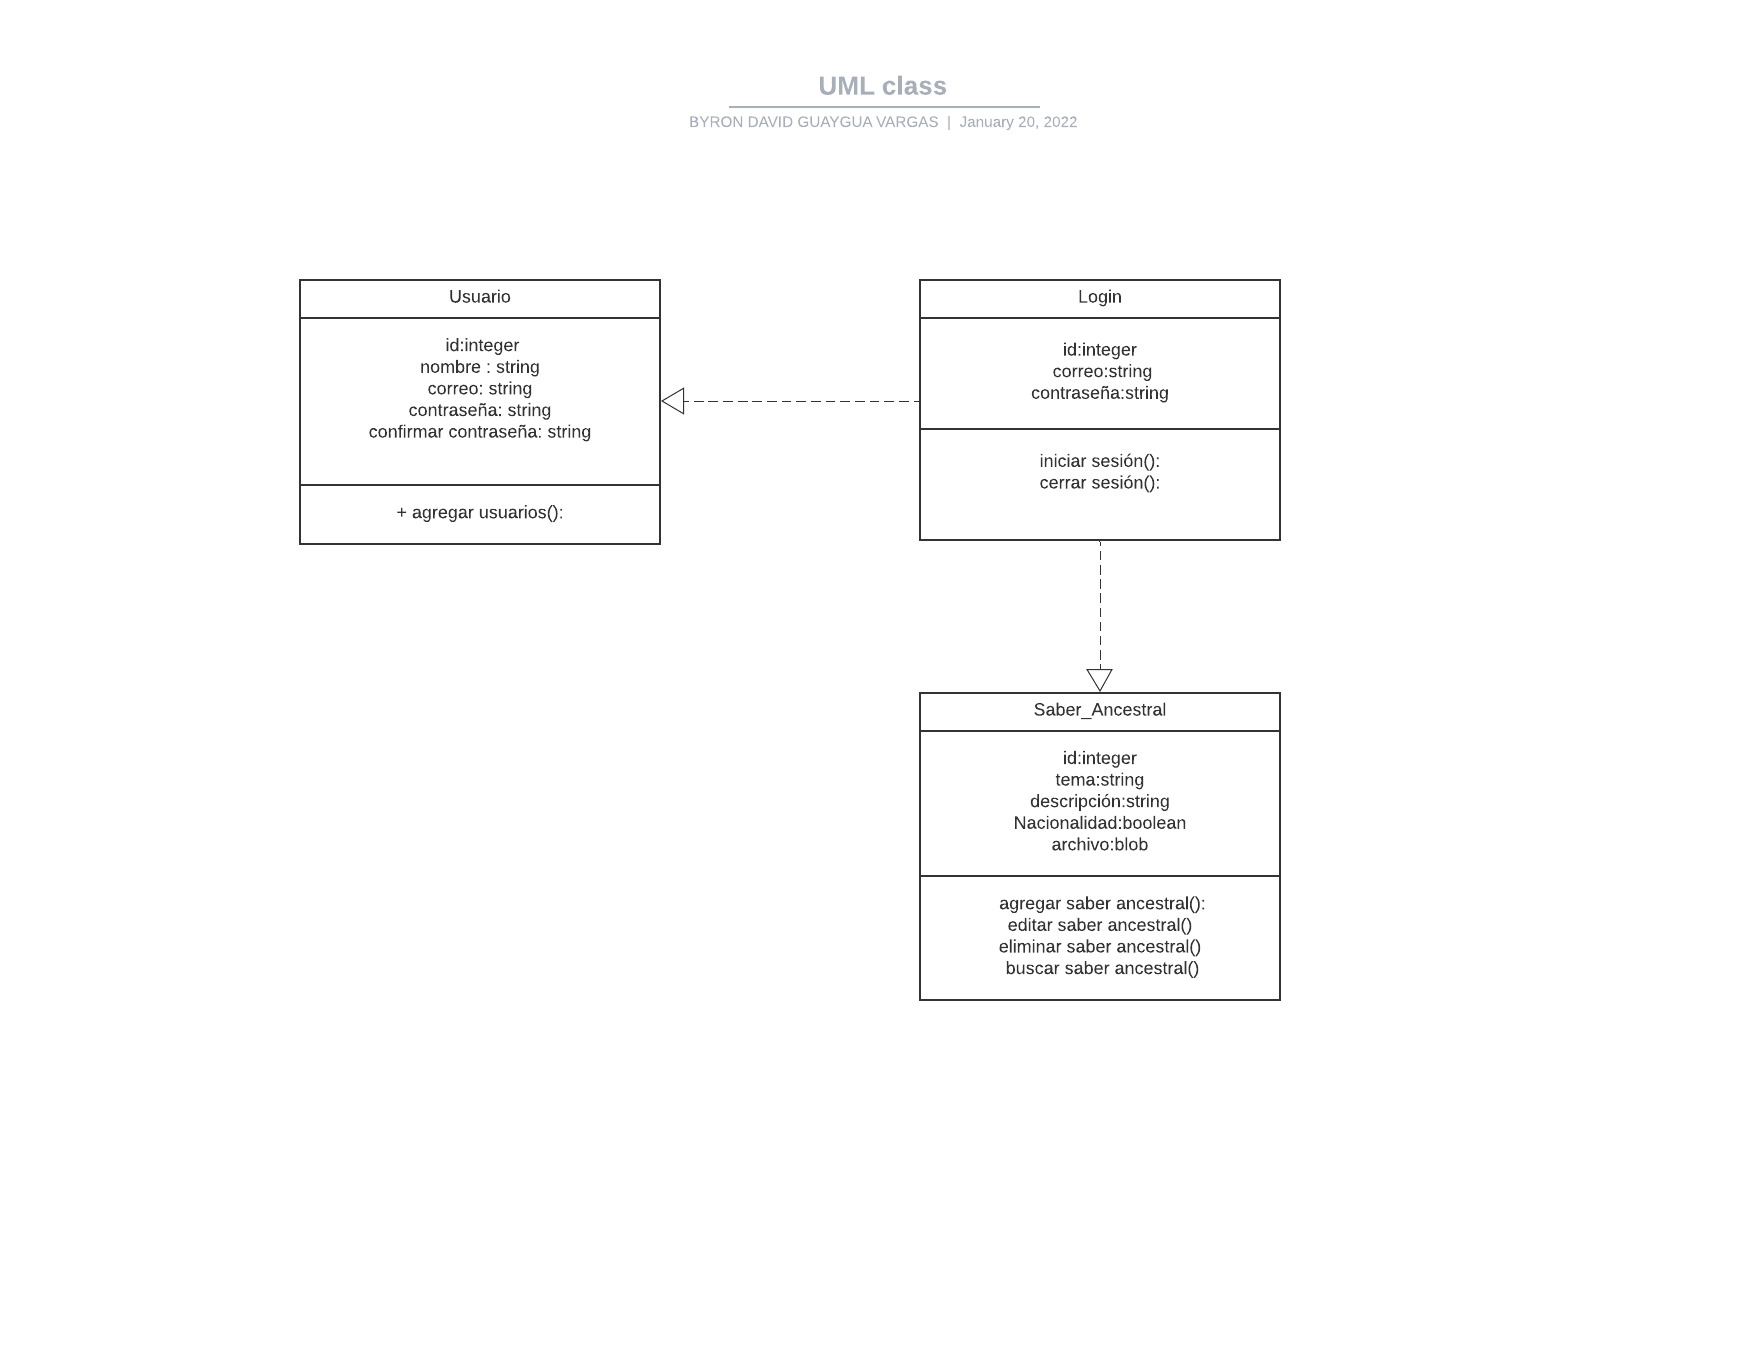 UML class
BYRON DAVID GUAYGUA VARGAS | January 20, 2022
Usuario
id:integer
nombre : string
correo: string
contraseña: string
confirmar contraseña: string
+ agregar usuarios():
Login
id:integer
correo:string
contraseña:string
iniciar sesión():
cerrar sesión():
Saber_Ancestral
id:integer
tema:string
descripción:string
Nacionalidad:boolean
archivo:blob
agregar saber ancestral():
editar saber ancestral()
eliminar saber ancestral()
buscar saber ancestral()